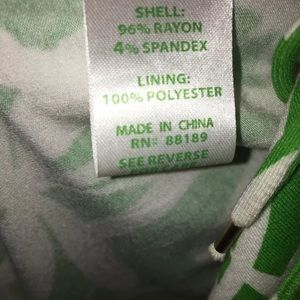 SHELL:
96% RAYON
4% SPANDEX
LINING:
100% POLYESTER
MADE IN CHINA
RN# 88189
SEE REVERSE